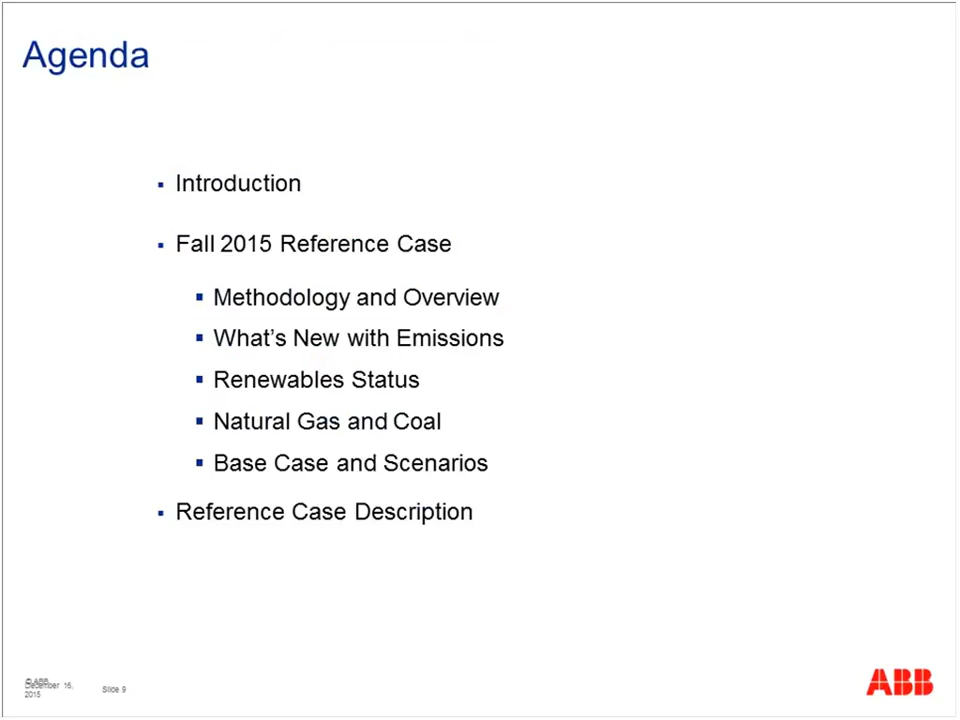 Agenda
Introduction
Fall 2015 Reference Case
Methodology and Overview
What's New with Emissions
Renewables Status
Natural Gas and Coal
Base Case and Scenarios
Reference Case Description
© ABB
December 16,
2015
Slide 9
ABB